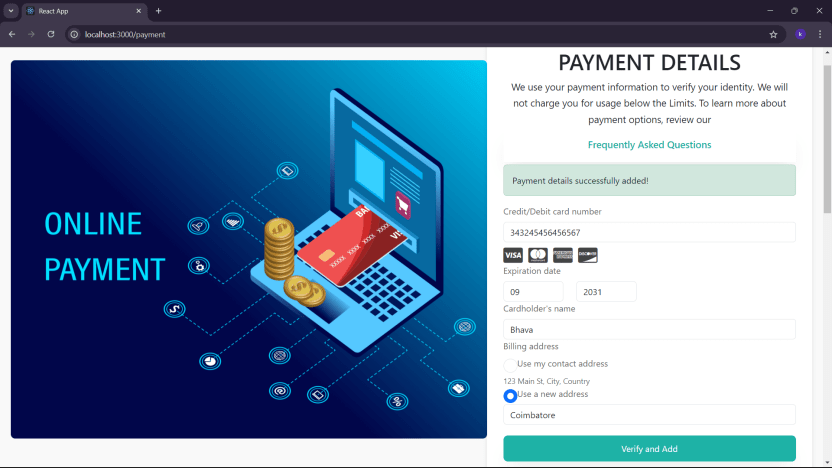 React App
localhost:3000/payment
k
ONLINE
PAYMENT
PAYMENT DETAILS
We use your payment information to verify your identity. We will
not charge you for usage below the Limits. To learn more about
payment options, review our
Frequently Asked Questions
Payment details successfully added!
Credit/Debit card number
343245456456567
VISA
DISCOVER
Expiration date
09 2031
Cardholder's name
Bhava
Billing address
Use my contact address
123 Main St, City, Country
Use a new address
Coimbatore
Verify and Add